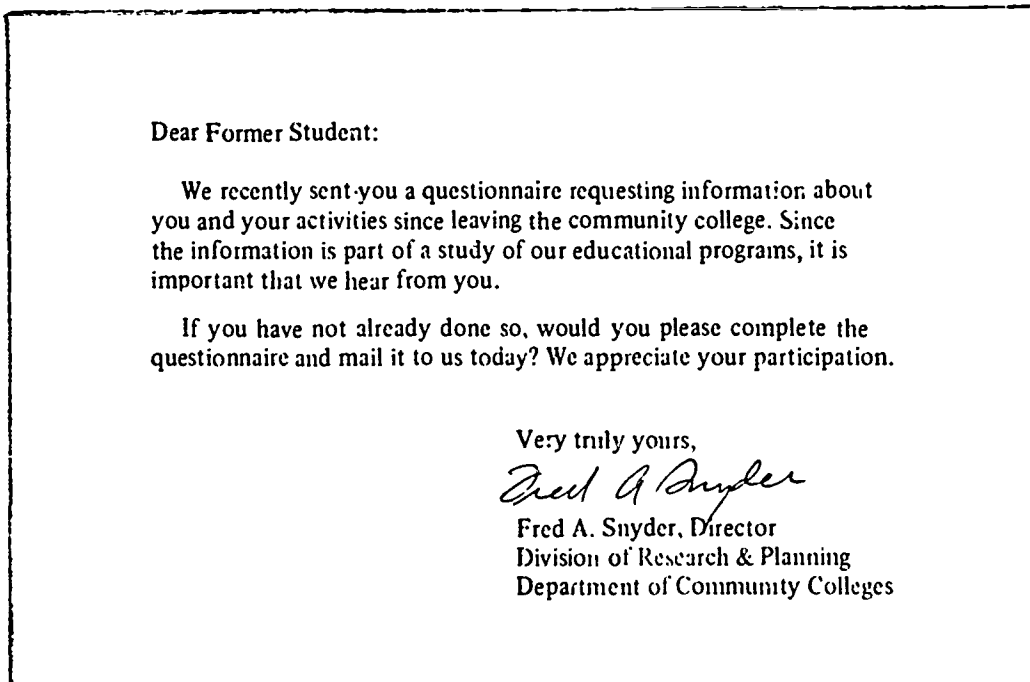 Dear Former Student:
We recently sent you a questionnaire requesting information about
you and your activities since leaving the community college. Since
the information is part of a study of our educational programs, it is
important that we hear from you.
If you have not already done so, would you please complete the
questionnaire and mail it to us today? We appreciate your participation.
Very truly yours,
Fred A Snyder
Fred A. Snyder, Director
Division of Research & Planning
Department of Community Colleges